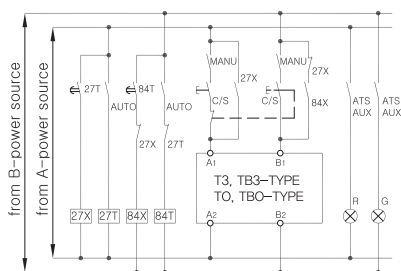 from B-power source
from A-power source
27T
AUTO
84T
AUTO
27X
27T
MANU
27X
C/S
MANU
27X
C/S
84X
ATS
AUX
ATS
AUX
A1
B1
T3, TB3-TYPE
TO, TBO-TYPE
A2
B2
R
G
27X
27T
84X
84T